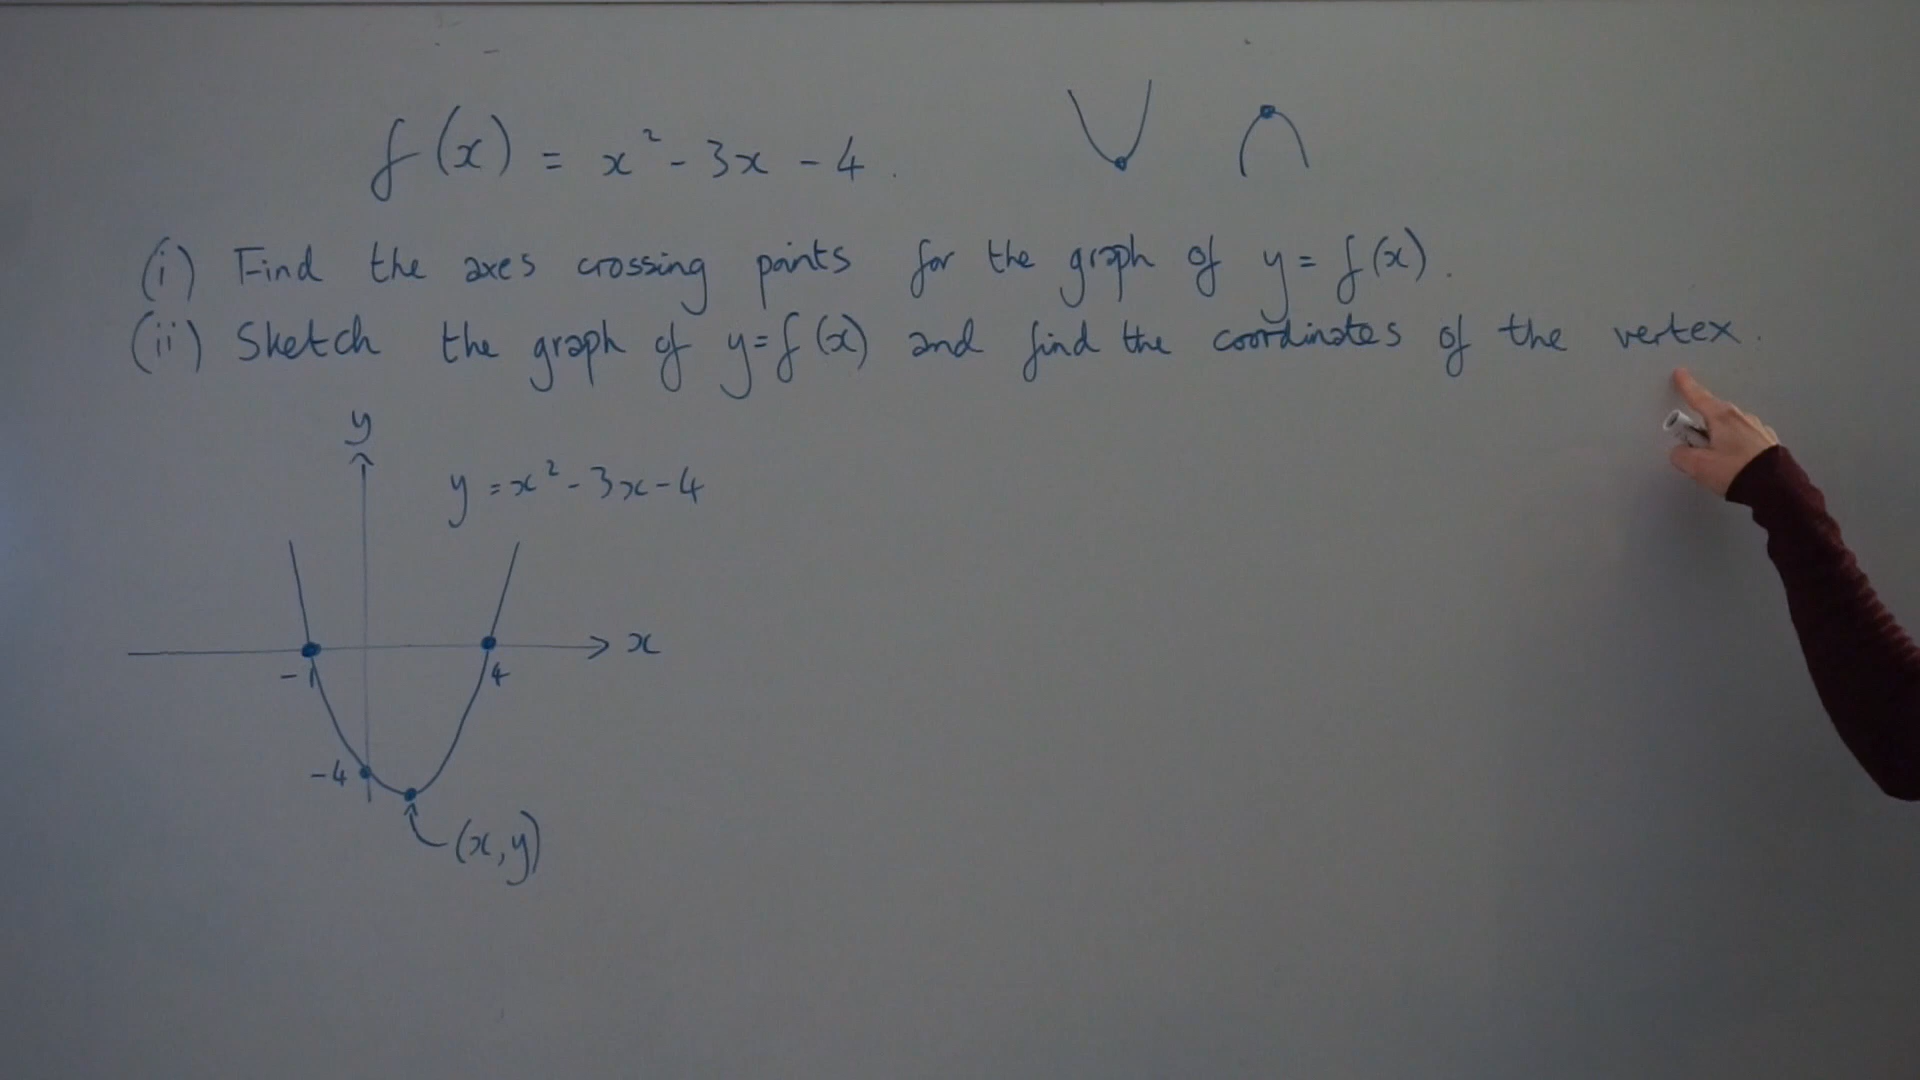 f(x) = x² - 3x - 4.
(i) Find the axes crossing points for the graph of y = f(x).
(ii) Sketch the graph of y=f(x) and find the coordinates of the vertex.
y
y = x² - 3x - 4
x
-1
4
-4
(x, y)